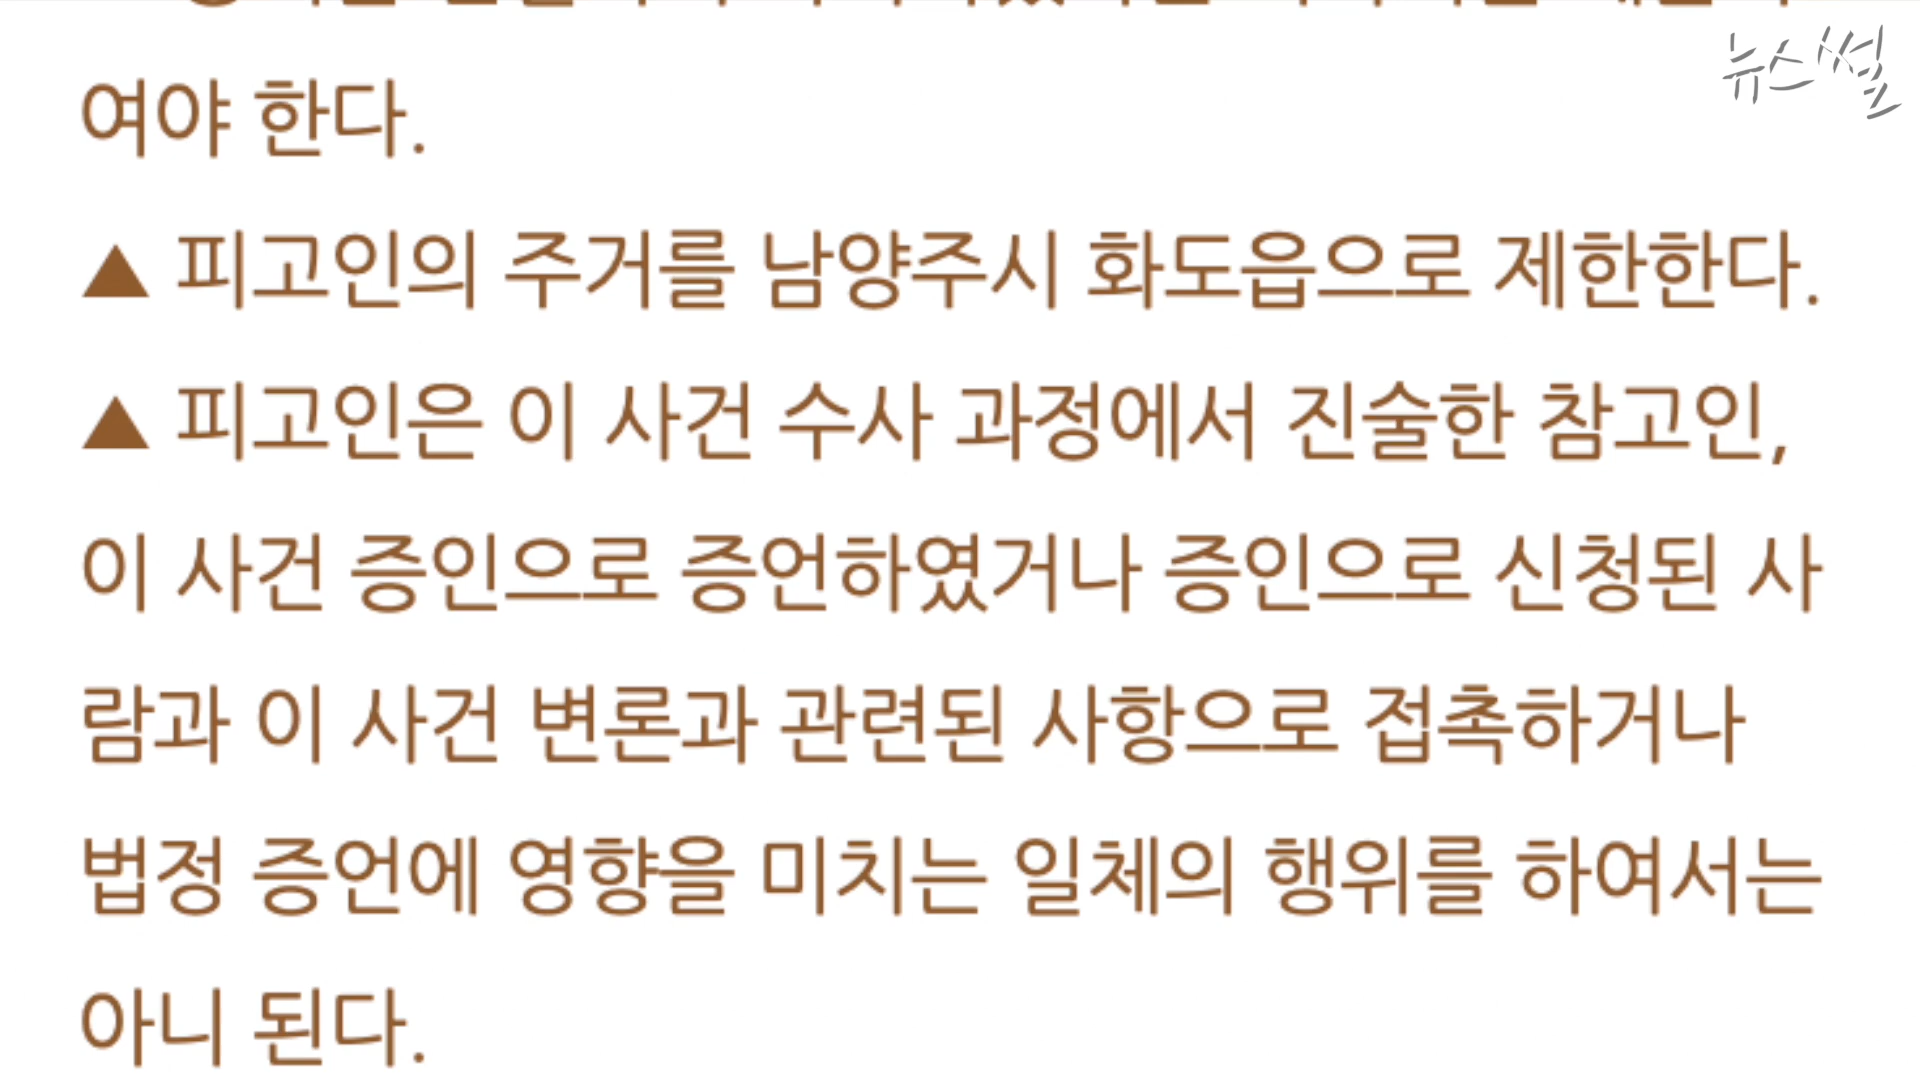 뉴스썰
여야 한다.
▲ 피고인의 주거를 남양주시 화도읍으로 제한한다.
▲ 피고인은 이 사건 수사 과정에서 진술한 참고인,
이 사건 증인으로 증언하였거나 증인으로 신청된 사
람과 이 사건 변론과 관련된 사항으로 접촉하거나
법정 증언에 영향을 미치는 일체의 행위를 하여서는
아니 된다.